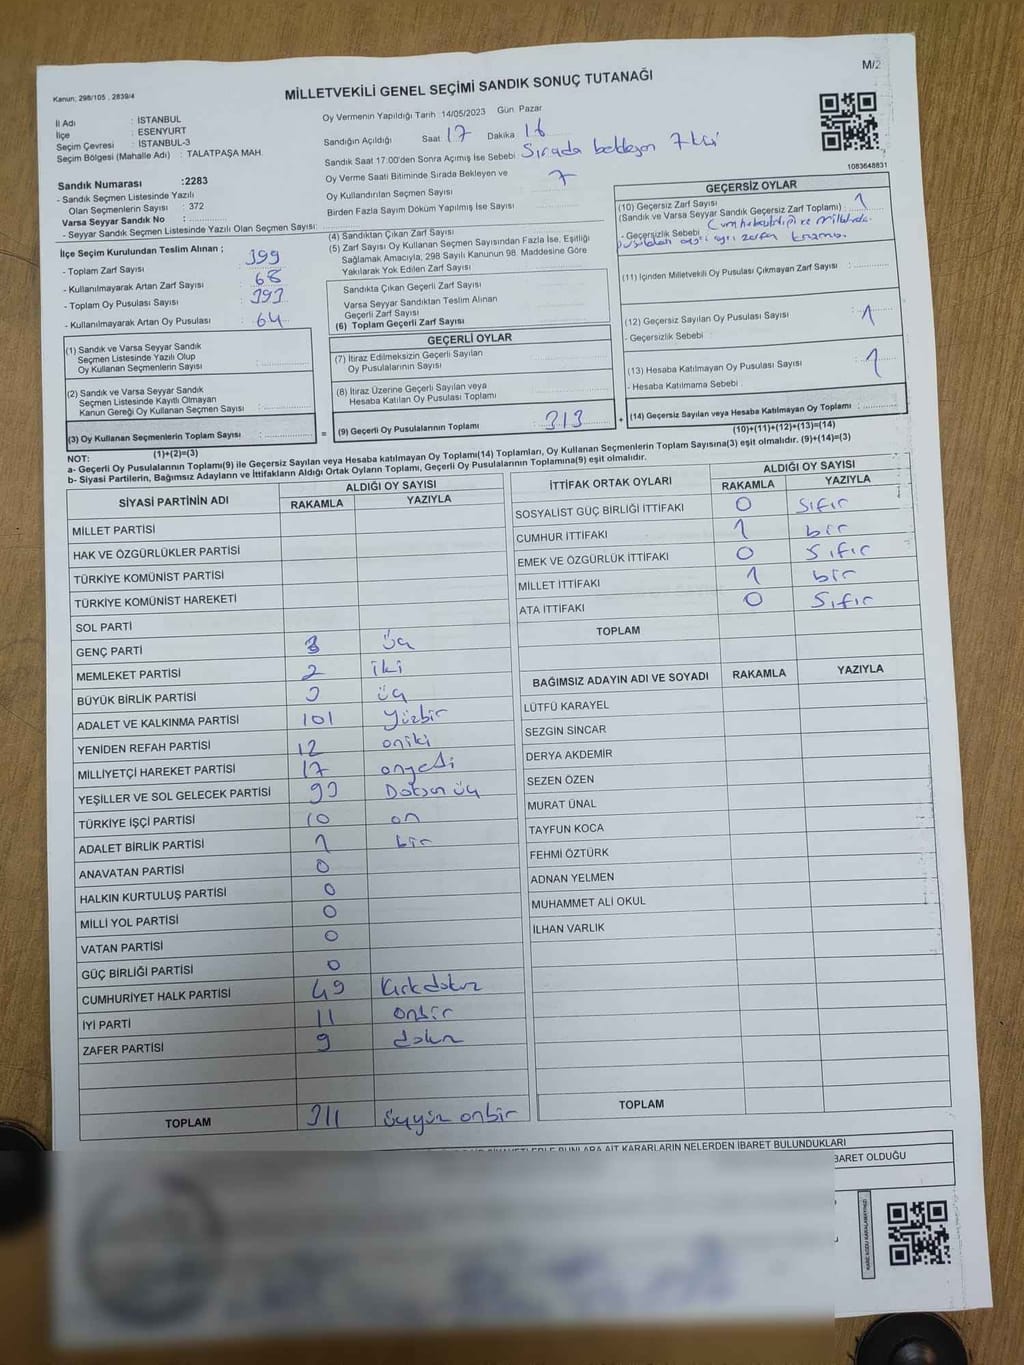 Kanun, 298/105 , 2839/4
MİLLETVEKİLİ GENEL SEÇİMİ SANDIK SONUÇ TUTANAĞI
M/2
İl Adı : İSTANBUL
İlçe : ESENYURT
Seçim Çevresi : İSTANBUL-3
Seçim Bölgesi (Mahalle Adı) : TALATPAŞA MAH.
Sandık Numarası :2283
- Sandık Seçmen Listesinde Yazılı
Olan Seçmenlerin Sayısı : 372
Varsa Seyyar Sandık No :
- Seyyar Seçmen Listesinde Yazılı Olan Seçmen Sayısı:
Oy Vermenin Yapıldığı Tarih :14/05/2023 Gün :Pazar
Sandığın Açıldığı Saat 17 Dakika 16
Sandık Saat 17.00'den Sonra Açımış İse Sebebi : Sırada bekleyen 7 kişi
Oy Verme Saati Bitiminde Sırada Bekleyen ve
Oy Kullandırılan Seçmen Sayısı : 7
Birden Fazla Sayım Döküm Yapılmış İse Sayısı :
1083648831
İlçe Seçim Kurulundan Teslim Alınan ;
- Toplam Zarf Sayısı : 399
- Kullanılmayarak Artan Zarf Sayısı : 68
- Toplam Oy Pusulası Sayısı : 393
- Kullanılmayarak Artan Oy Pusulası : 64
(1) Sandık ve Varsa Seyyar Sandık
Seçmen Listesinde Yazılı Olup
Oy Kullanan Seçmenlerin Sayısı :
(2) Sandık ve Varsa Seyyar Sandık
Seçmen Listesinde Kayıtlı Olmayan
Kanun Gereği Oy Kullanan Seçmen Sayısı :
(3) Oy Kullanan Seçmenlerin Toplam Sayısı :
(1)+(2)=(3)
(4) Sandıktan Çıkan Zarf Sayısı :
(5) Zarf Sayısı Oy Kullanan Seçmen Sayısından Fazla İse, Eşitliği
Sağlamak Amacıyla, 298 Sayılı Kanunun 98. Maddesine Göre
Yakılarak Yok Edilen Zarf Sayısı :
Sandıkta Çıkan Geçerli Zarf Sayısı :
Varsa Seyyar Sandıktan Teslim Alınan
Geçerli Zarf Sayısı :
(6) Toplam Geçerli Zarf Sayısı :
GEÇERLİ OYLAR
(7) İtiraz Edilmeksizin Geçerli Sayılan
Oy Pusulalarının Sayısı :
(8) İtiraz Üzerine Geçerli Sayılan veya
Hesaba Katılan Oy Pusulası Toplamı :
= (9) Geçerli Oy Pusulalarının Toplamı : 313 +
GEÇERSİZ OYLAR
(10) Geçersiz Zarf Sayısı : 1
(Sandık ve Varsa Seyyar Sandık Geçersiz Zarf Toplamı)
- Geçersizlik Sebebi : Cumhurbaşkanlığı ve Milletvekili
pusulaları ayrı ayrı zarfa
(11) İçinden Milletvekili Oy Pusulası Çıkmayan Zarf Sayısı :
(12) Geçersiz Sayılan Oy Pusulası Sayısı : 1
- Geçersizlik Sebebi :
(13) Hesaba Katılmayan Oy Pusulası Sayısı : 1
- Hesaba Katılmama Sebebi :
(14) Geçersiz Sayılan veya Hesaba Katılmayan Oy Toplamı :
(10)+(11)+(12)+(13)=(14)
NOT:
a- Geçerli Oy Pusulalarının Toplamı(9) ile Geçersiz Sayılan veya Hesaba katılmayan Oy Toplamı(14) Toplamları, Oy Kullanan Seçmenlerin Toplam Sayısına(3) eşit olmalıdır. (9)+(14)=(3)
b- Siyasi Partilerin, Bağımsız Adayların ve İttifakların Aldığı Ortak Oyların Toplamı, Geçerli Oy Pusulalarının Toplamına(9) eşit olmalıdır.
SİYASİ PARTİNİN ADI ALDIĞI OY SAYISI
RAKAMLA YAZIYLA
MİLLET PARTİSİ
HAK VE ÖZGÜRLÜKLER PARTİSİ
TÜRKİYE KOMÜNİST PARTİSİ
TÜRKİYE KOMÜNİST HAREKETİ
SOL PARTİ
GENÇ PARTİ 3 üç
MEMLEKET PARTİSİ 2 iki
BÜYÜK BİRLİK PARTİSİ 3 üç
ADALET VE KALKINMA PARTİSİ 101 yüzbir
YENİDEN REFAH PARTİSİ 12 oniki
MİLLİYETÇİ HAREKET PARTİSİ 17 onyedi
YEŞİLLER VE SOL GELECEK PARTİSİ 93 Doksan üç
TÜRKİYE İŞÇİ PARTİSİ 10 on
ADALET BİRLİK PARTİSİ 1 bir
ANAVATAN PARTİSİ 0
HALKIN KURTULUŞ PARTİSİ 0
MİLLİ YOL PARTİSİ 0
VATAN PARTİSİ 0
GÜÇ BİRLİĞİ PARTİSİ 0
CUMHURİYET HALK PARTİSİ 49 Kırkdokuz
İYİ PARTİ 11 onbir
ZAFER PARTİSİ 9 dokuz
TOPLAM 311 üçyüz onbir
İTTİFAK ORTAK OYLARI ALDIĞI OY SAYISI
RAKAMLA YAZIYLA
SOSYALİST GÜÇ BİRLİĞİ İTTİFAKI 0 Sıfır
CUMHUR İTTİFAKI 1 bir
EMEK VE ÖZGÜRLÜK İTTİFAKI 0 Sıfır
MİLLET İTTİFAKI 1 bir
ATA İTTİFAKI 0 Sıfır
TOPLAM
BAĞIMSIZ ADAYIN ADI VE SOYADI RAKAMLA YAZIYLA
LÜTFÜ KARAYEL
SEZGİN SİNCAR
DERYA AKDEMİR
SEZEN ÖZEN
MURAT ÜNAL
TAYFUN KOCA
FEHMİ ÖZTÜRK
ADNAN YELMEN
MUHAMMET ALİ OKUL
İLHAN VARLIK
TOPLAM
BUNLARA AİT KARARLARIN NELERDEN İBARET BULUNDUKLARI
BARET OLDUĞU
KAREKODU KARALAMAYINIZ!